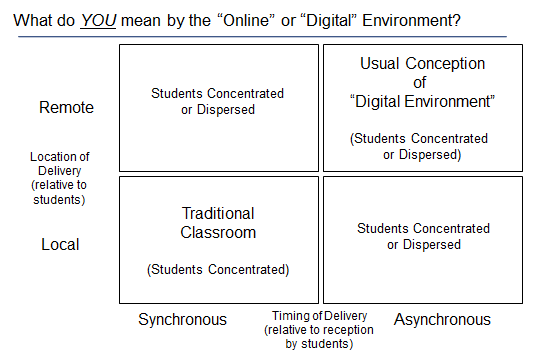 What do YOU mean by the “Online” or “Digital” Environment?
Students Concentrated
or Dispersed
Usual Conception
of
“Digital Environment”
(Students Concentrated
or Dispersed)
Remote
Location of
Delivery
(relative to
students)
Traditional
Classroom
(Students Concentrated)
Students Concentrated
or Dispersed
Local
Synchronous
Timing of Delivery
(relative to reception
by students)
Asynchronous